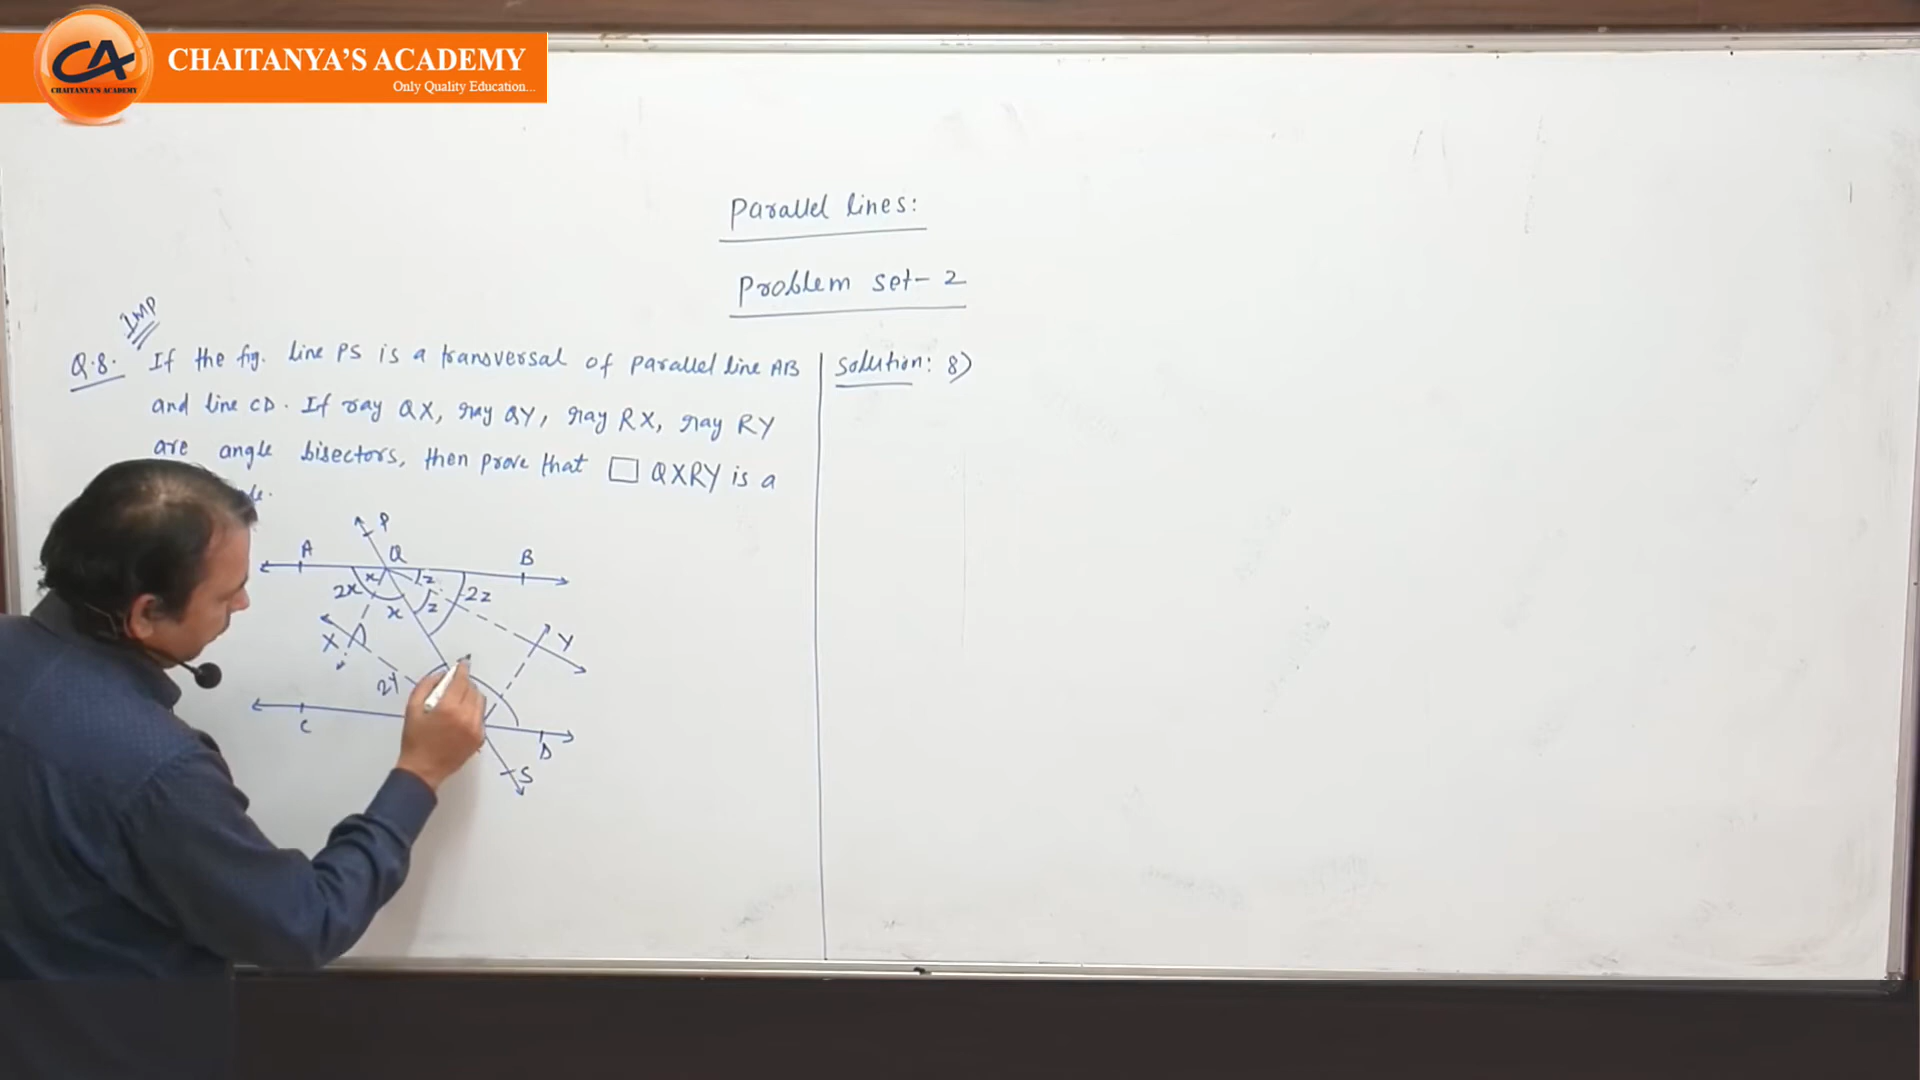 CA
CHAITANYA'S ACADEMY
CHAITANYA'S ACADEMY
Only Quality Education...
Parallel lines:
Problem set-2
IMP
Q.8. If the fig. line PS is a transversal of parallel line AB
and line CD. If ray QX, ray QY, ray RX, ray RY
are angle bisectors, then prove that □ QXRY is a
Solution: 8)
P
A Q B
x z
2x 2z
x z
X Y
2y
C D
S